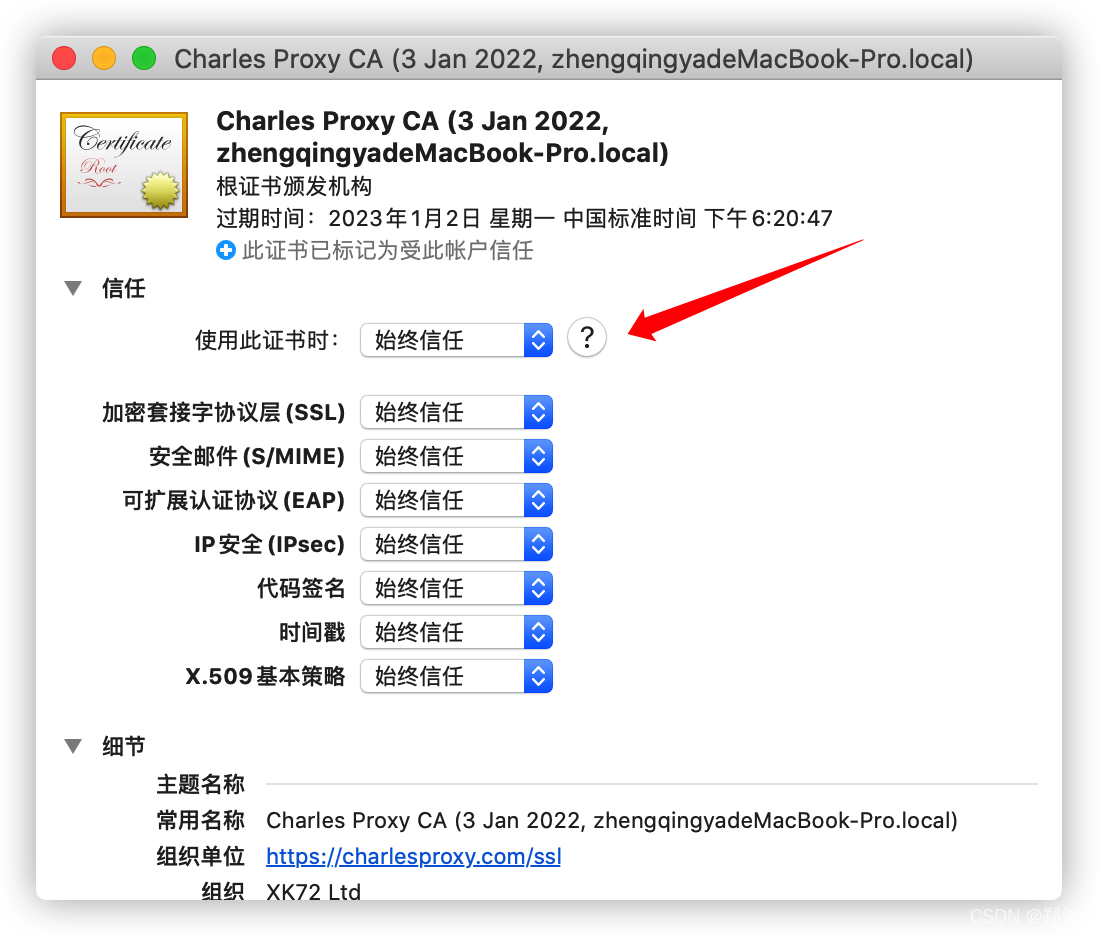 Charles Proxy CA (3 Jan 2022, zhengqingyadeMacBook-Pro.local)
Certificate
Root
Charles Proxy CA (3 Jan 2022,
zhengqingyadeMacBook-Pro.local)
根证书颁发机构
过期时间：2023年1月2日 星期一 中国标准时间 下午6:20:47
此证书已标记为受此帐户信任
信任
使用此证书时： 始终信任 ?
加密套接字协议层 (SSL) 始终信任
安全邮件 (S/MIME) 始终信任
可扩展认证协议 (EAP) 始终信任
IP 安全 (IPsec) 始终信任
代码签名 始终信任
时间戳 始终信任
X.509 基本策略 始终信任
细节
主题名称
常用名称 Charles Proxy CA (3 Jan 2022, zhengqingyadeMacBook-Pro.local)
组织单位 https://charlesproxy.com/ssl
组织 XK72 Ltd
CSDN @郑